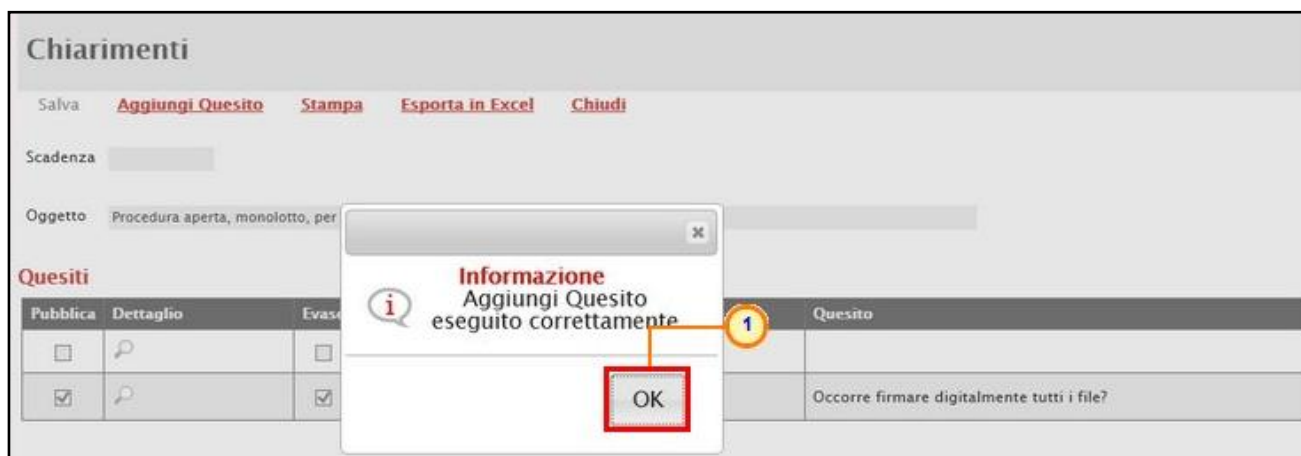 Chiarimenti
Salva Aggiungi Quesito Stampa Esporta in Excel Chiudi
Scadenza
Oggetto Procedura aperta, monolotto, per
Informazione
Aggiungi Quesito
eseguito correttamente
1
OK
Quesiti
Pubblica Dettaglio Quesito
Occorre firmare digitalmente tutti i file?